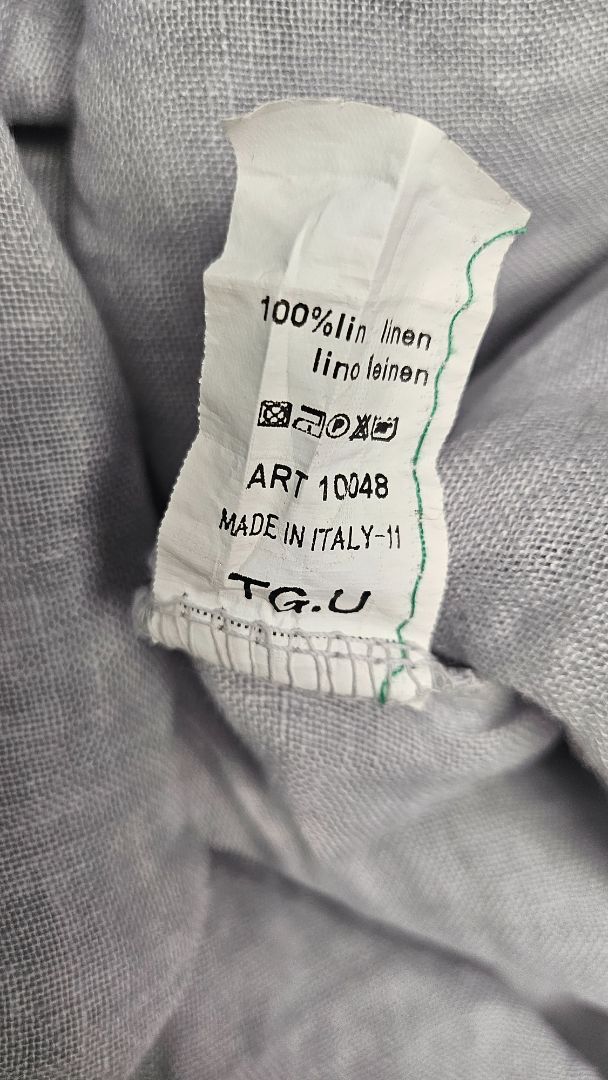 100%lin linen
lino leinen
P
ART 10048
MADE IN ITALY-11
TG.U